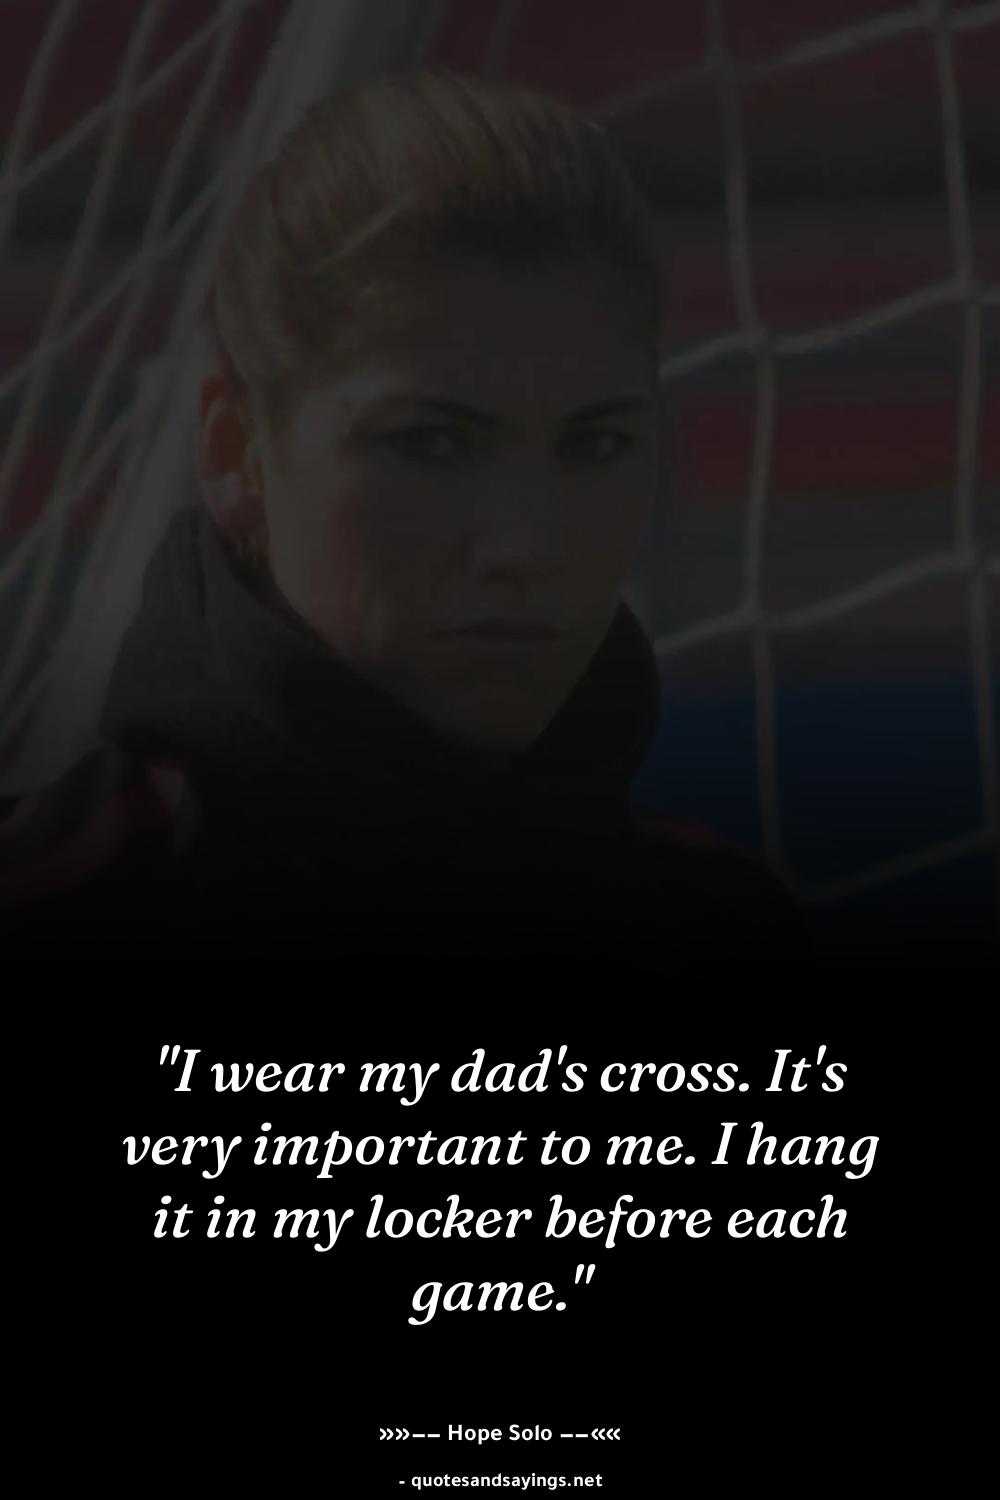 "I wear my dad's cross. It's
very important to me. I hang
it in my locker before each
game."
»»−− Hope Solo −−««
- quotesandsayings.net